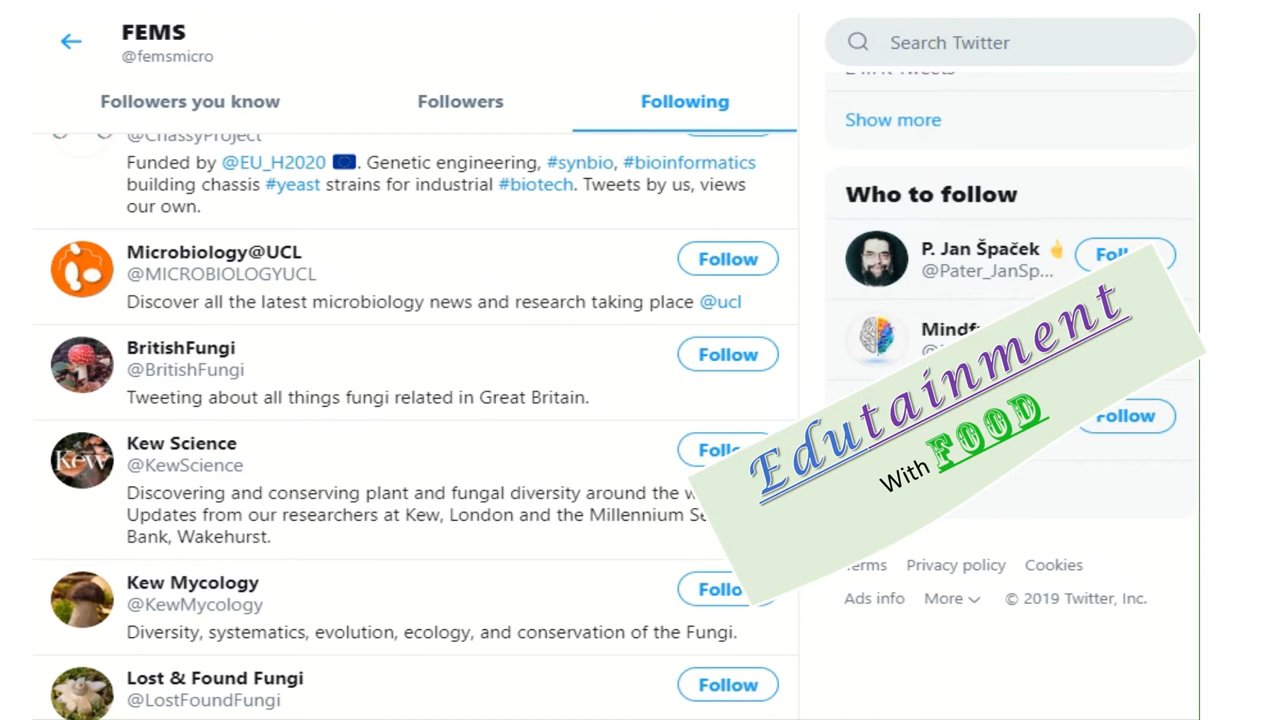 FEMS
@femsmicro
Search Twitter
Followers you know
Followers
Following
Show more
@ChassyProject
Funded by @EU_H2020 🇪🇺. Genetic engineering, #synbio, #bioinformatics
building chassis #yeast strains for industrial #biotech. Tweets by us, views
our own.
Microbiology@UCL
@MICROBIOLOGYUCL
Follow
Discover all the latest microbiology news and research taking place @ucl
BritishFungi
@BritishFungi
Follow
Tweeting about all things fungi related in Great Britain.
Kew Science
@KewScience
Kew
Discovering and conserving plant and fungal diversity around the
Updates from our researchers at Kew, London and the Millennium
Bank, Wakehurst.
Kew Mycology
@KewMycology
Follo
Diversity, systematics, evolution, ecology, and conservation of the Fungi.
Lost & Found Fungi
@LostFoundFungi
Follow
Who to follow
P. Jan Špaček ☝
@Pater_JanSp...
Follow
Mindf
Follow
Edutainment
With FOOD
Privacy policy
Cookies
Ads info
More
© 2019 Twitter, Inc.